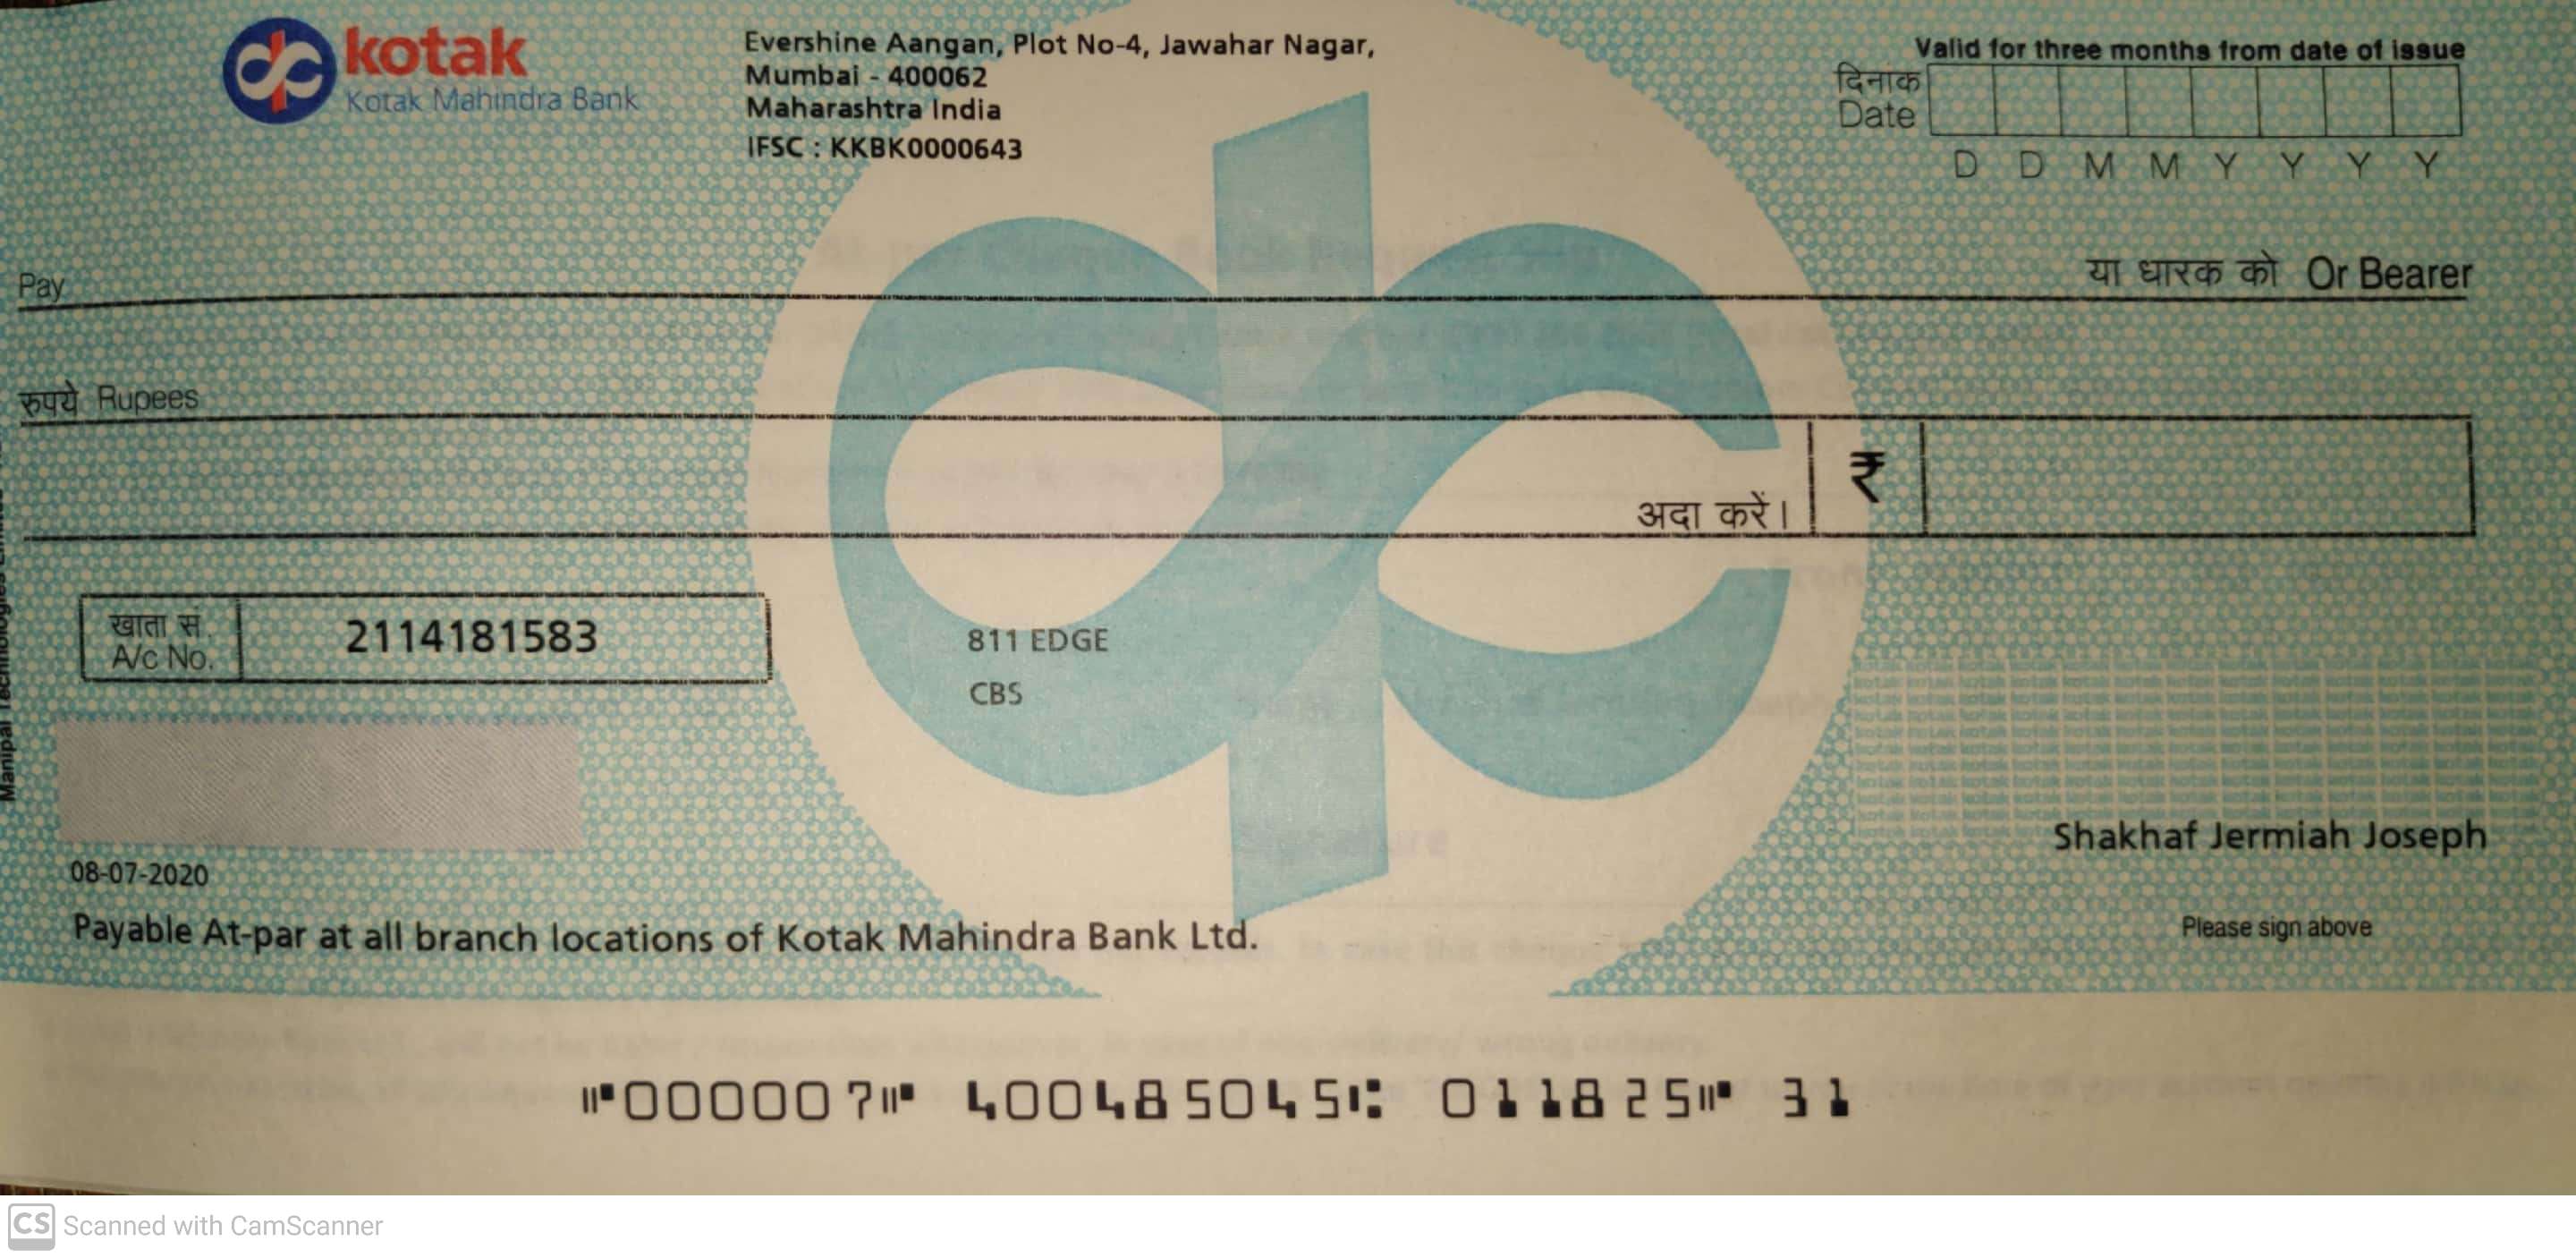 kotak
Kotak Mahindra Bank
Evershine Aangan, Plot No-4, Jawahar Nagar,
Mumbai - 400062
Maharashtra India
IFSC : KKBK0000643
Valid for three months from date of issue
दिनांक
Date
D D M M Y Y Y Y
Pay
या धारक को Or Bearer
रुपये Rupees
अदा करें।
₹
खाता सं.
A/c No.
2114181583
811 EDGE
CBS
Manipal Technologies
Shakhaf Jermiah Joseph
08-07-2020
Payable At-par at all branch locations of Kotak Mahindra Bank Ltd.
Please sign above
⑈000007⑈ 400485045⑆ 011825⑈ 31
CS Scanned with CamScanner